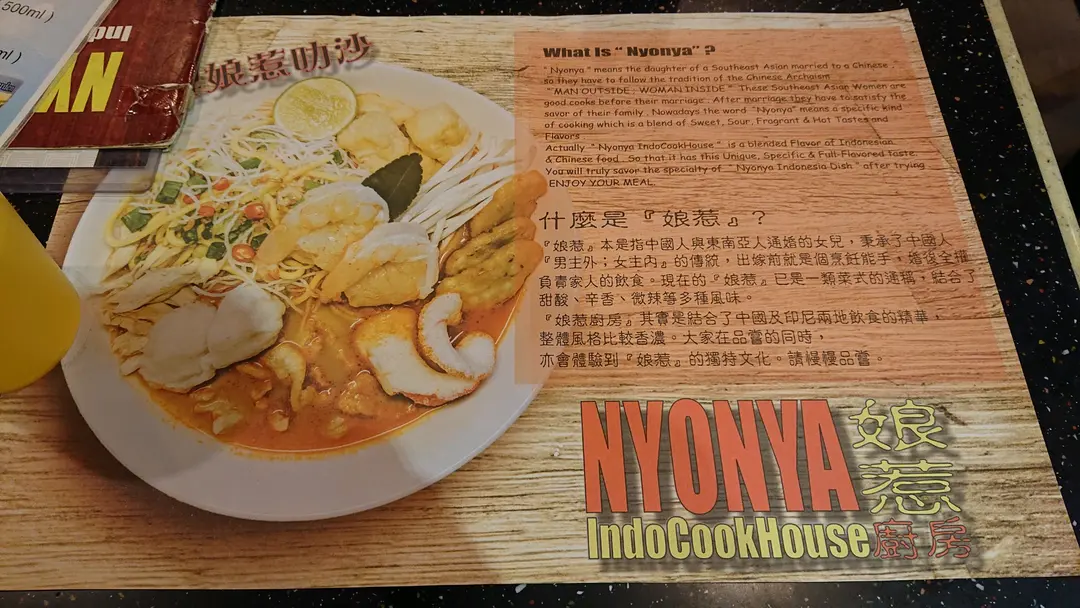 500ml )
ml )
娘惹叻沙
What Is “ Nyonya” ?
“ Nyonya ” means the daughter of a Southeast Asian married to a Chinese ,
so they have to follow the tradition of the Chinese Archaism
“ MAN OUTSIDE ; WOMAN INSIDE ” These Southeast Asian Women are
good cooks before their marriage . After marriage they have to satisfy the
savor of their family . Nowadays the word “Nyonya” means a specific kind
of cooking which is a blend of Sweet, Sour, Fragrant & Hot Tastes and
Flavors
Actually “ Nyonya IndoCookHouse ” is a blended Flavor of Indonesian
& Chinese food . So that it has this Unique, Specific & Full-Flavored Taste.
You will truly savor the specialty of “ Nyonya Indonesia Dish ” after trying
ENJOY YOUR MEAL.
什麼是『娘惹』？
『娘惹』本是指中國人與東南亞人通婚的女兒，秉承了中國人
『男主外；女主內』的傳統，出嫁前就是個烹飪能手，婚後全權
負責家人的飲食。現在的『娘惹』已是一類菜式的通稱，結合了
甜酸、辛香、微辣等多種風味。
『娘惹廚房』其實是結合了中國及印尼兩地飲食的精華，
整體風格比較香濃。大家在品嘗的同時，
亦會體驗到『娘惹』的獨特文化。請慢慢品嘗。
NYONYA 娘惹
IndoCookHouse 廚房